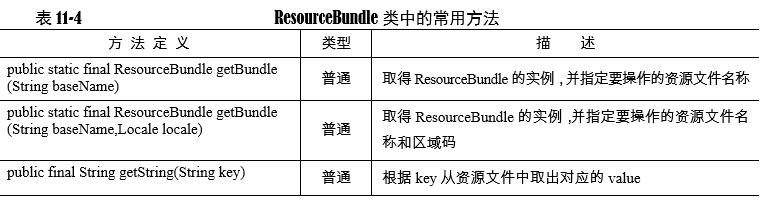 表 11-4 ResourceBundle 类中的常用方法
方 法 定 义 类型 描 述
public static final ResourceBundle getBundle
(String baseName) 普通 取得 ResourceBundle 的实例，并指定要操作的资源文件名称
public static final ResourceBundle getBundle
(String baseName,Locale locale) 普通 取得 ResourceBundle 的实例，并指定要操作的资源文件名
称和区域码
public final String getString(String key) 普通 根据 key 从资源文件中取出对应的 value